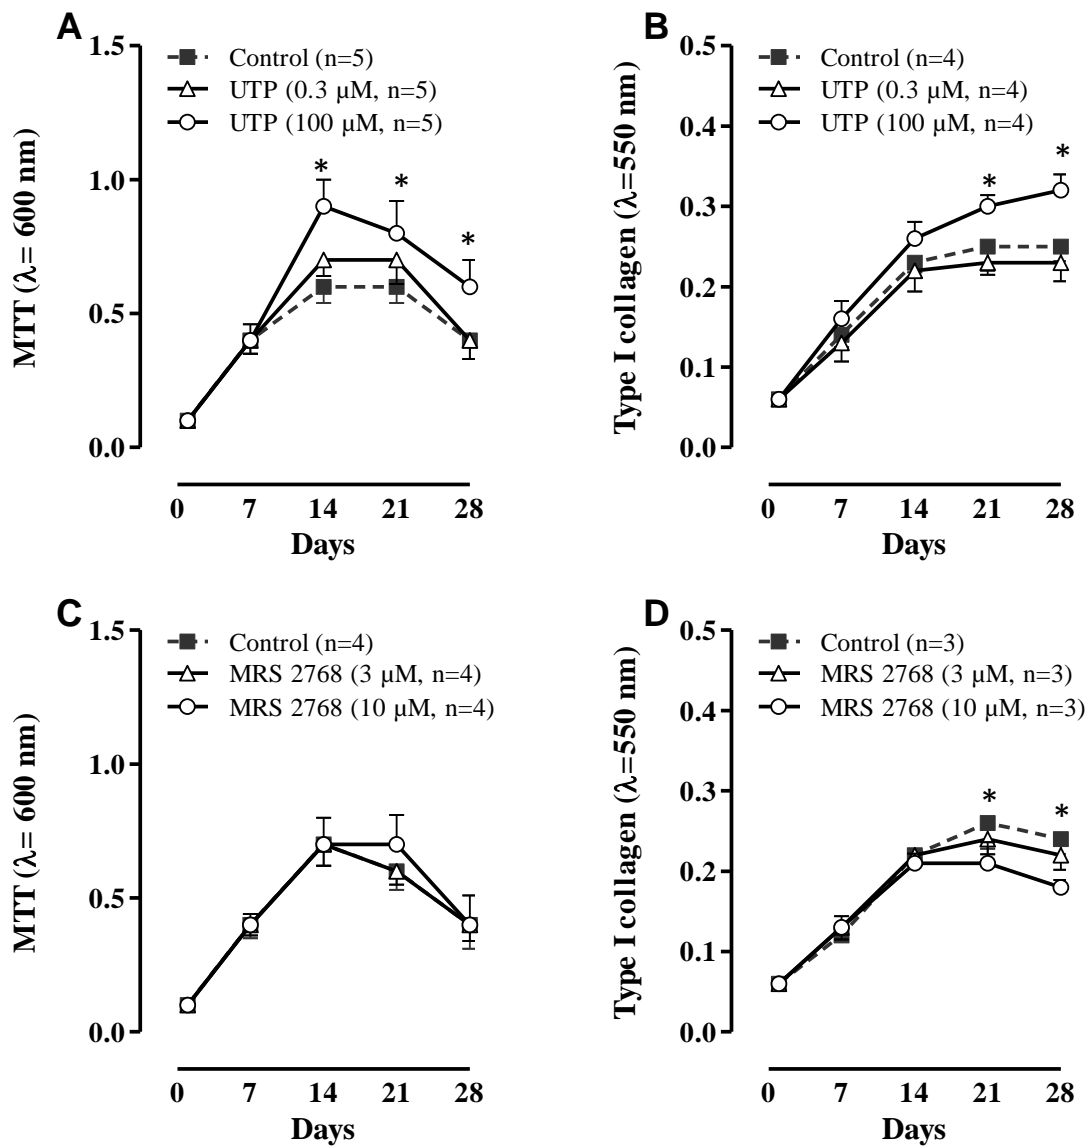 A
1.5
1.0
0.5
0.0
MTT (λ= 600 nm)
Control (n=5)
UTP (0.3 µM, n=5)
UTP (100 µM, n=5)
*
*
*
0 7 14 21 28
Days
B
0.5
0.4
0.3
0.2
0.1
0.0
Type I collagen (λ=550 nm)
Control (n=4)
UTP (0.3 µM, n=4)
UTP (100 µM, n=4)
*
*
0 7 14 21 28
Days
C
1.5
1.0
0.5
0.0
MTT (λ= 600 nm)
Control (n=4)
MRS 2768 (3 µM, n=4)
MRS 2768 (10 µM, n=4)
0 7 14 21 28
Days
D
0.5
0.4
0.3
0.2
0.1
0.0
Type I collagen (λ=550 nm)
Control (n=3)
MRS 2768 (3 µM, n=3)
MRS 2768 (10 µM, n=3)
*
*
0 7 14 21 28
Days